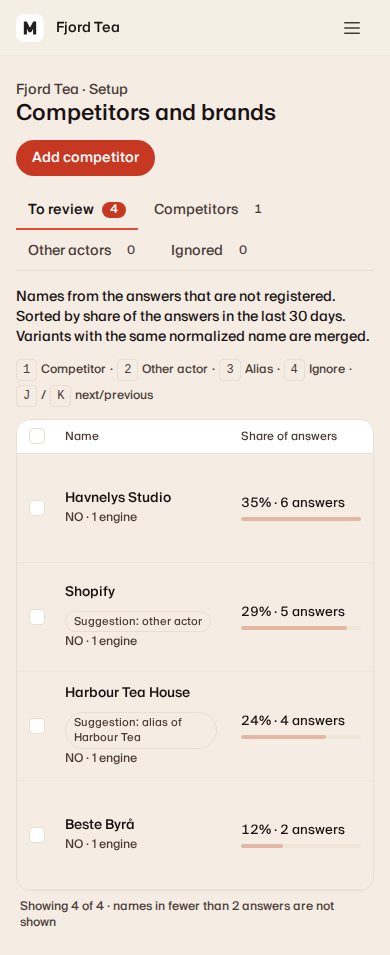 M Fjord Tea
Fjord Tea · Setup
Competitors and brands
Add competitor
To review 4 Competitors 1
Other actors 0 Ignored 0
Names from the answers that are not registered.
Sorted by share of the answers in the last 30 days.
Variants with the same normalized name are merged.
1 Competitor · 2 Other actor · 3 Alias · 4 Ignore ·
J / K next/previous
Name Share of answers
Havnelys Studio
NO · 1 engine
35% · 6 answers
Shopify
Suggestion: other actor
NO · 1 engine
29% · 5 answers
Harbour Tea House
Suggestion: alias of
Harbour Tea
NO · 1 engine
24% · 4 answers
Beste Byrå
NO · 1 engine
12% · 2 answers
Showing 4 of 4 · names in fewer than 2 answers are not
shown